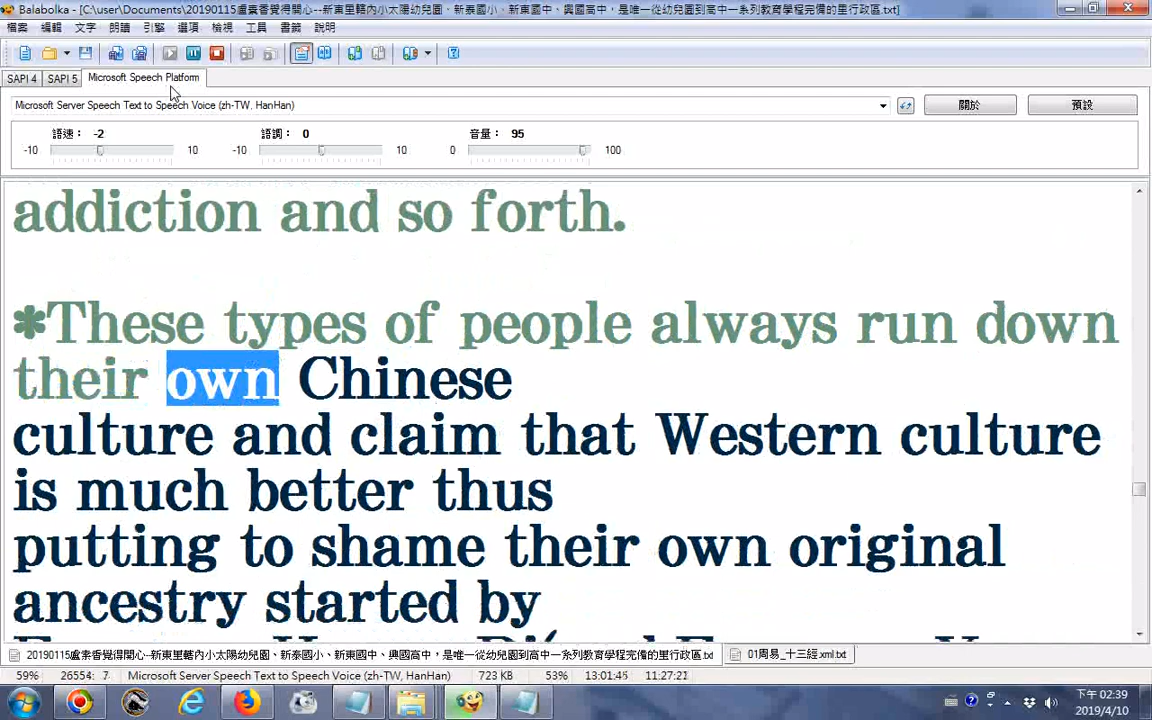 Balabolka - [C:\user\Documents\20190115盧素香覺得開心--新東里轄內小太陽幼兒園、新泰國小、新東國中、興國高中，是唯一從幼兒園到高中一系列教育學程完備的里行政區.txt]
檔案 編輯 文字 朗讀 引擎 選項 檢視 工具 書籤 說明
SAPI 4 SAPI 5 Microsoft Speech Platform
Microsoft Server Speech Text to Speech Voice (zh-TW, HanHan) 關於 預設
語速： -2 語調： 0 音量： 95
-10 10 -10 10 0 100
addiction and so forth.
*These types of people always run down
their own Chinese
culture and claim that Western culture
is much better thus
putting to shame their own original
ancestry started by
20190115盧素香覺得開心--新東里轄內小太陽幼兒園、新泰國小、新東國中、興國高中，是唯一從幼兒園到高中一系列教育學程完備的里行政區.txt 01周易_十三經.xml.txt
59% 26554: 7 Microsoft Server Speech Text to Speech Voice (zh-TW, HanHan) 723 KB 53% 13:01:45 11:27:21
下午 02:39
2019/4/10